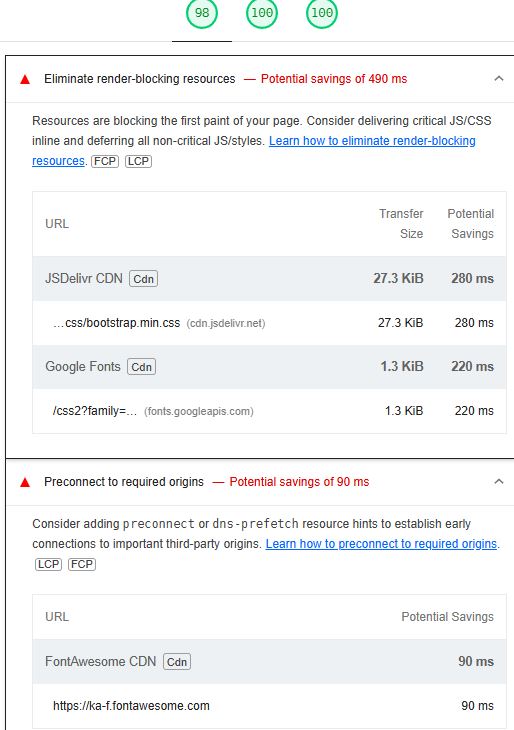 98 100 100
Eliminate render-blocking resources — Potential savings of 490 ms
Resources are blocking the first paint of your page. Consider delivering critical JS/CSS
inline and deferring all non-critical JS/styles. Learn how to eliminate render-blocking
resources. FCP LCP
URL Transfer Size Potential Savings
JSDelivr CDN Cdn 27.3 KiB 280 ms
…css/bootstrap.min.css (cdn.jsdelivr.net) 27.3 KiB 280 ms
Google Fonts Cdn 1.3 KiB 220 ms
/css2?family=… (fonts.googleapis.com) 1.3 KiB 220 ms
Preconnect to required origins — Potential savings of 90 ms
Consider adding preconnect or dns-prefetch resource hints to establish early
connections to important third-party origins. Learn how to preconnect to required origins.
LCP FCP
URL Potential Savings
FontAwesome CDN Cdn 90 ms
https://ka-f.fontawesome.com 90 ms